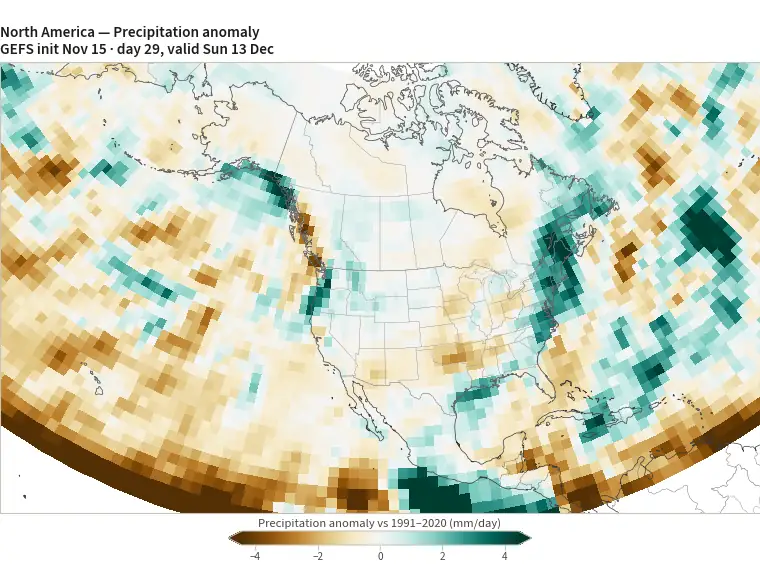 North America — Precipitation anomaly
GEFS init Nov 15 · day 29, valid Sun 13 Dec
Precipitation anomaly vs 1991–2020 (mm/day)
−4 −2 0 2 4